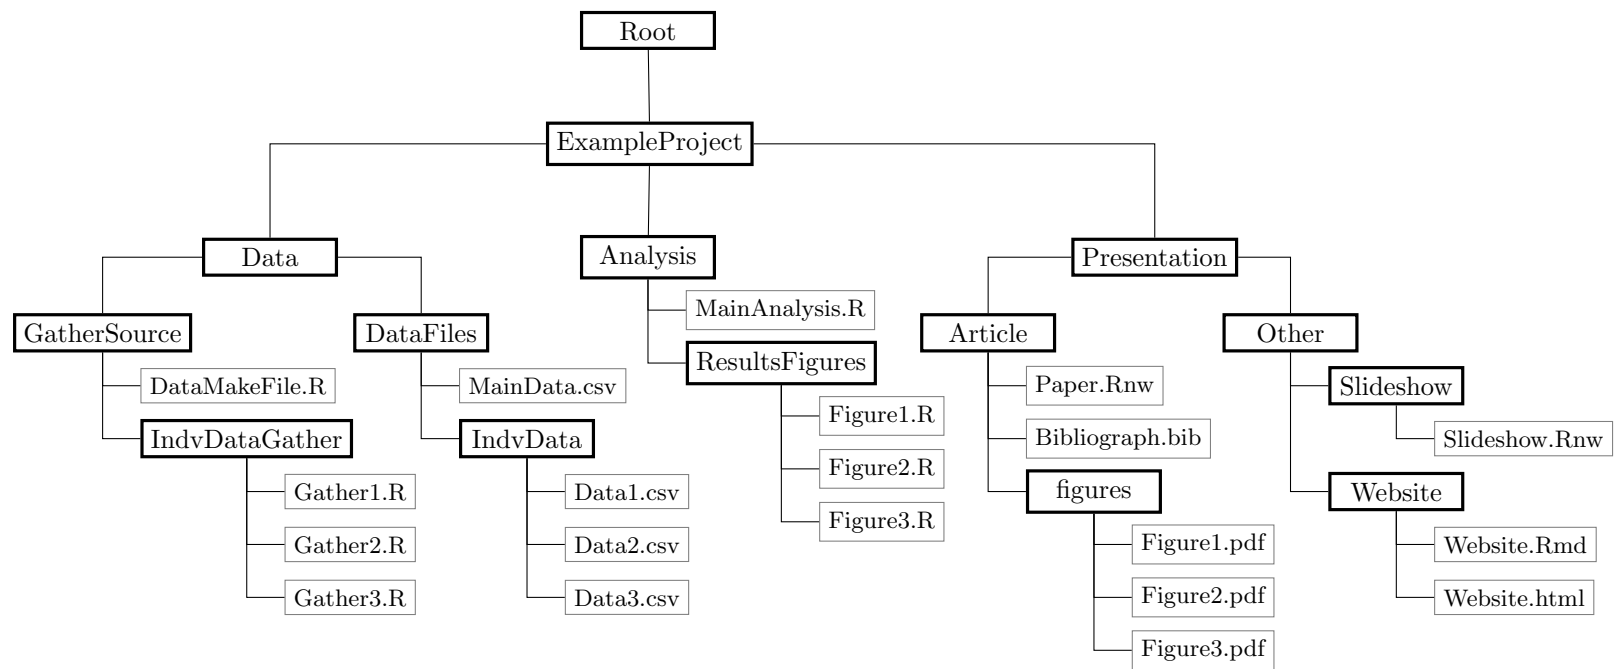 Root
ExampleProject
Data
GatherSource
DataMakeFile.R
IndvDataGather
Gather1.R
Gather2.R
Gather3.R
DataFiles
MainData.csv
IndvData
Data1.csv
Data2.csv
Data3.csv
Analysis
MainAnalysis.R
ResultsFigures
Figure1.R
Figure2.R
Figure3.R
Presentation
Article
Paper.Rnw
Bibliograph.bib
figures
Figure1.pdf
Figure2.pdf
Figure3.pdf
Other
Slideshow
Slideshow.Rnw
Website
Website.Rmd
Website.html